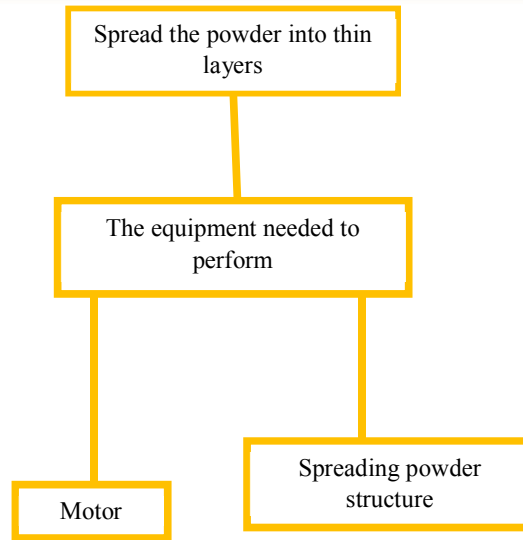 Spread the powder into thin
layers
The equipment needed to
perform
Spreading powder
structure
Motor